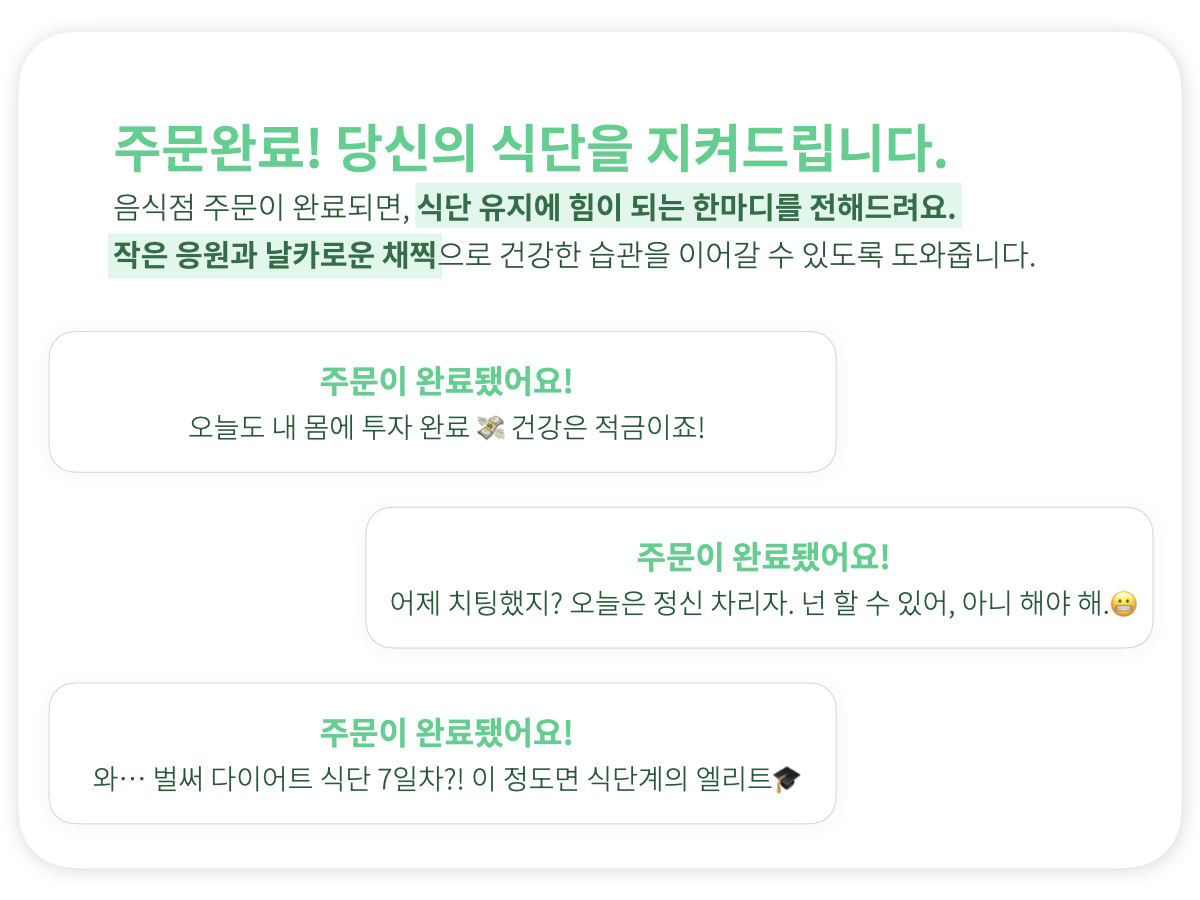 주문완료! 당신의 식단을 지켜드립니다.
음식점 주문이 완료되면, 식단 유지에 힘이 되는 한마디를 전해드려요.
작은 응원과 날카로운 채찍으로 건강한 습관을 이어갈 수 있도록 도와줍니다.
주문이 완료됐어요!
오늘도 내 몸에 투자 완료 💸 건강은 적금이죠!
주문이 완료됐어요!
어제 치팅했지? 오늘은 정신 차리자. 넌 할 수 있어, 아니 해야 해.😬
주문이 완료됐어요!
와… 벌써 다이어트 식단 7일차?! 이 정도면 식단계의 엘리트🎓